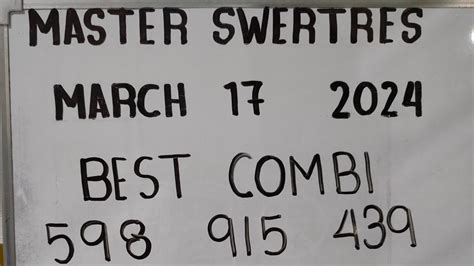 MASTER SWERTRES
MARCH 17 2024
BEST COMBI
598 915 439